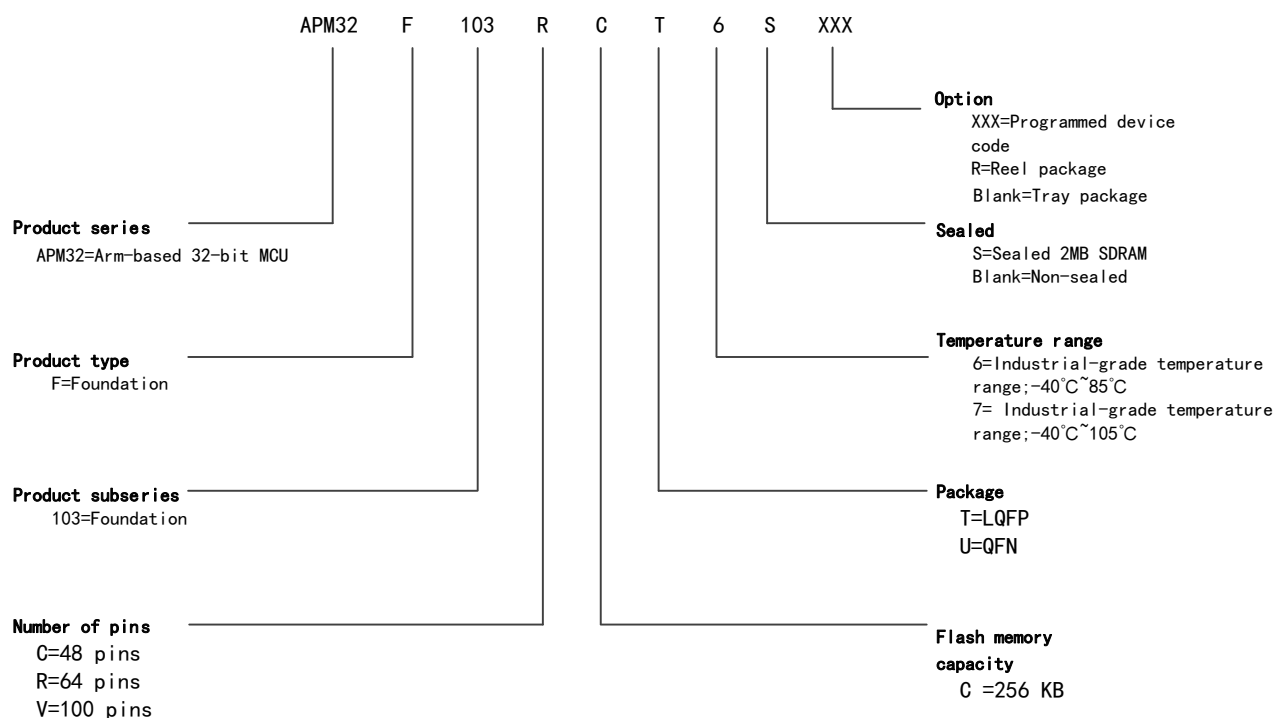 APM32 F 103 R C T 6 S XXX
Option
XXX=Programmed device
code
R=Reel package
Blank=Tray package
Product series
APM32=Arm-based 32-bit MCU
Sealed
S=Sealed 2MB SDRAM
Blank=Non-sealed
Product type
F=Foundation
Temperature range
6=Industrial-grade temperature
range;-40℃~85℃
7= Industrial-grade temperature
range;-40℃~105℃
Product subseries
103=Foundation
Package
T=LQFP
U=QFN
Number of pins
C=48 pins
R=64 pins
V=100 pins
Flash memory
capacity
C =256 KB